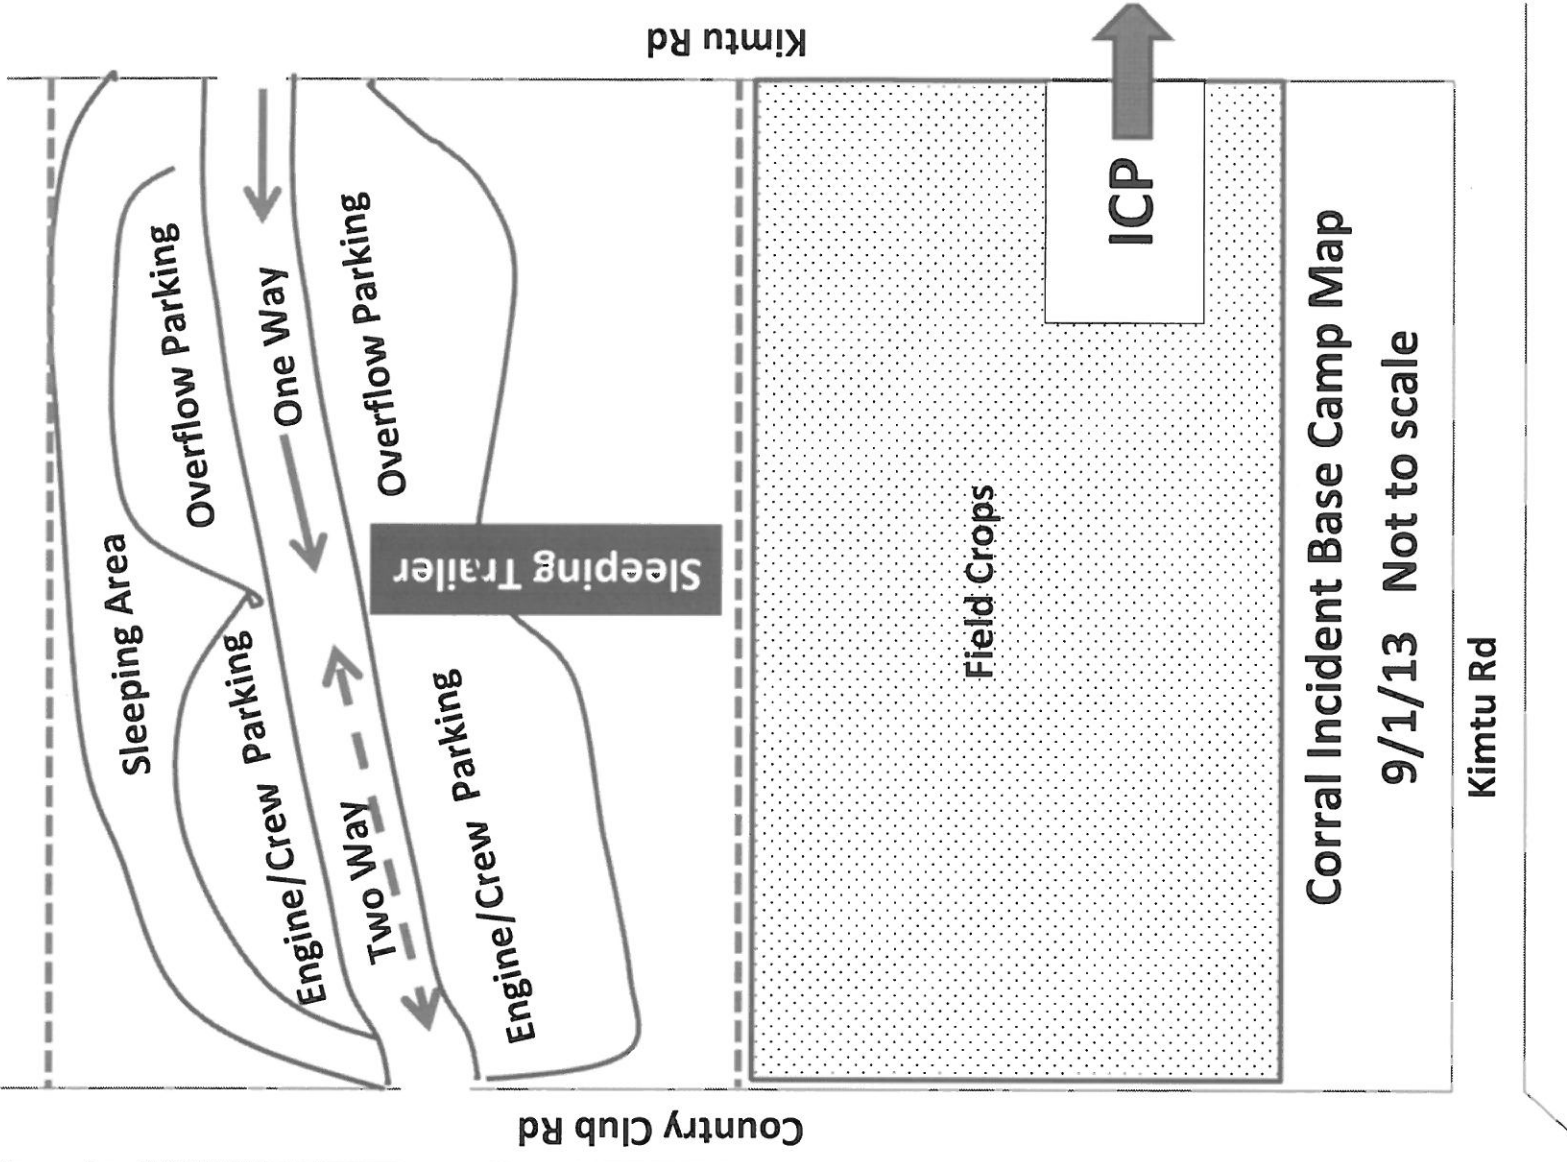 Kimtu Rd
Sleeping Area
Overflow Parking
One Way
Overflow Parking
Engine/Crew Parking
Two Way
Engine/Crew Parking
Sleeping Trailer
Field Crops
ICP
Corral Incident Base Camp Map
9/1/13 Not to scale
Kimtu Rd
Country Club Rd